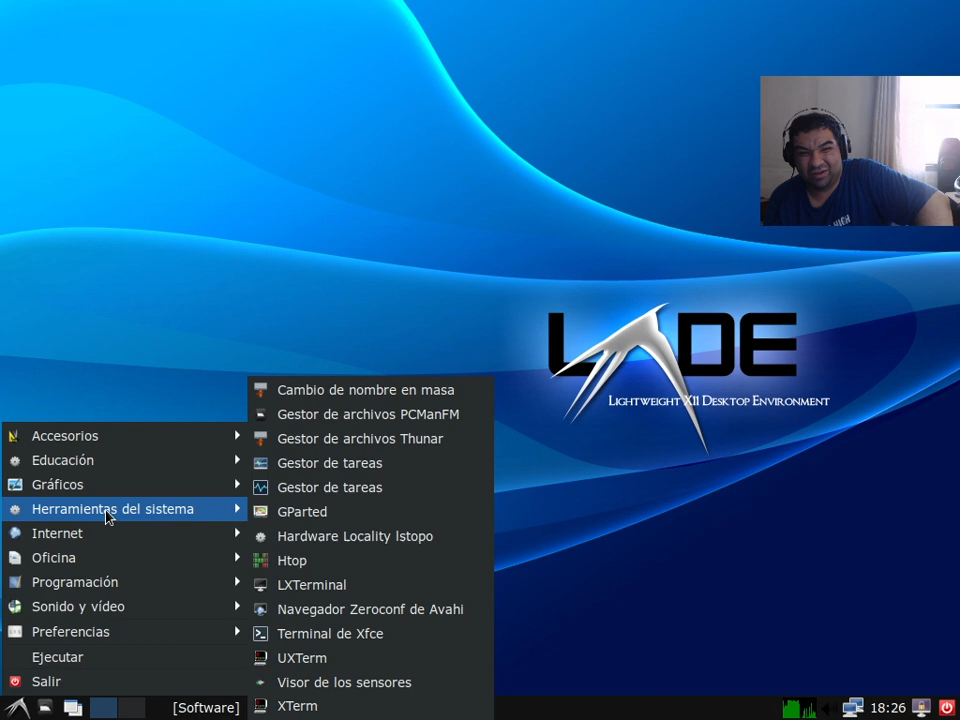 HIGH
LADE
Lightweight X11 Desktop Environment
Accesorios
Educación
Gráficos
Herramientas del sistema
Internet
Oficina
Programación
Sonido y vídeo
Preferencias
Ejecutar
Salir
Cambio de nombre en masa
Gestor de archivos PCManFM
Gestor de archivos Thunar
Gestor de tareas
Gestor de tareas
GParted
Hardware Locality lstopo
Htop
LXTerminal
Navegador Zeroconf de Avahi
Terminal de Xfce
UXTerm
Visor de los sensores
XTerm
[Software]
18:26